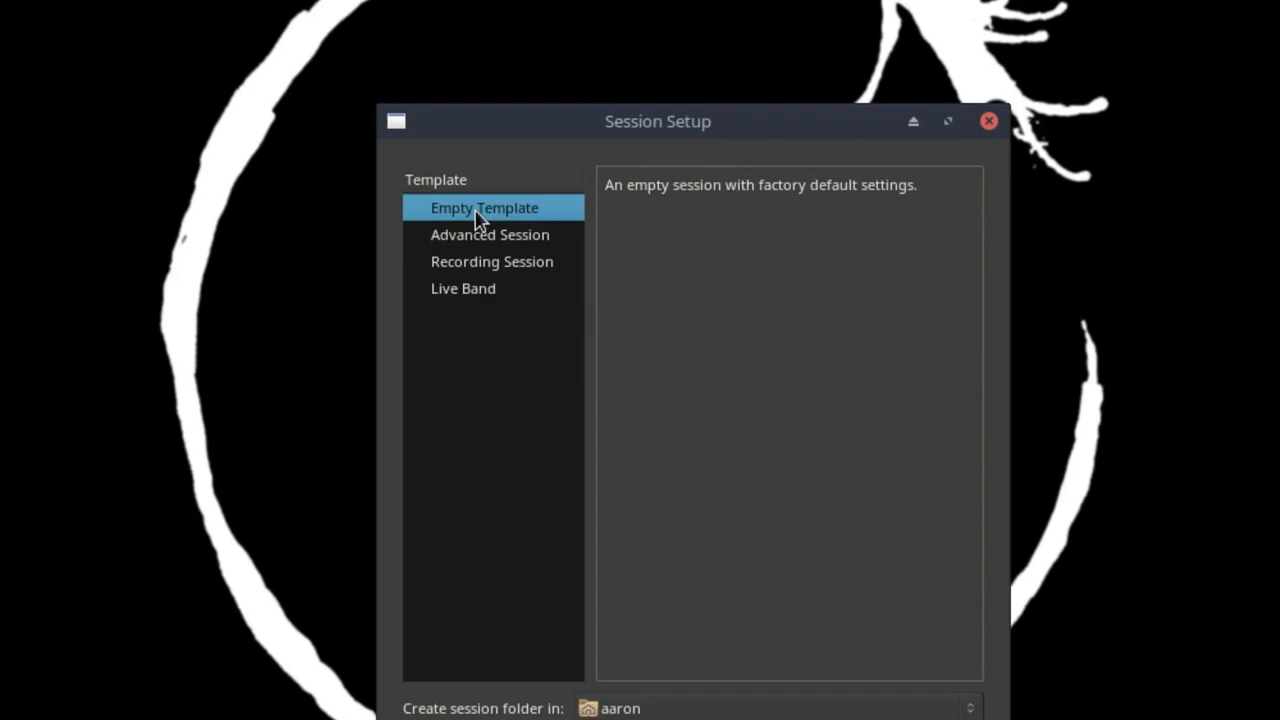 Session Setup
Template
Empty Template
Advanced Session
Recording Session
Live Band
An empty session with factory default settings.
Create session folder in: aaron